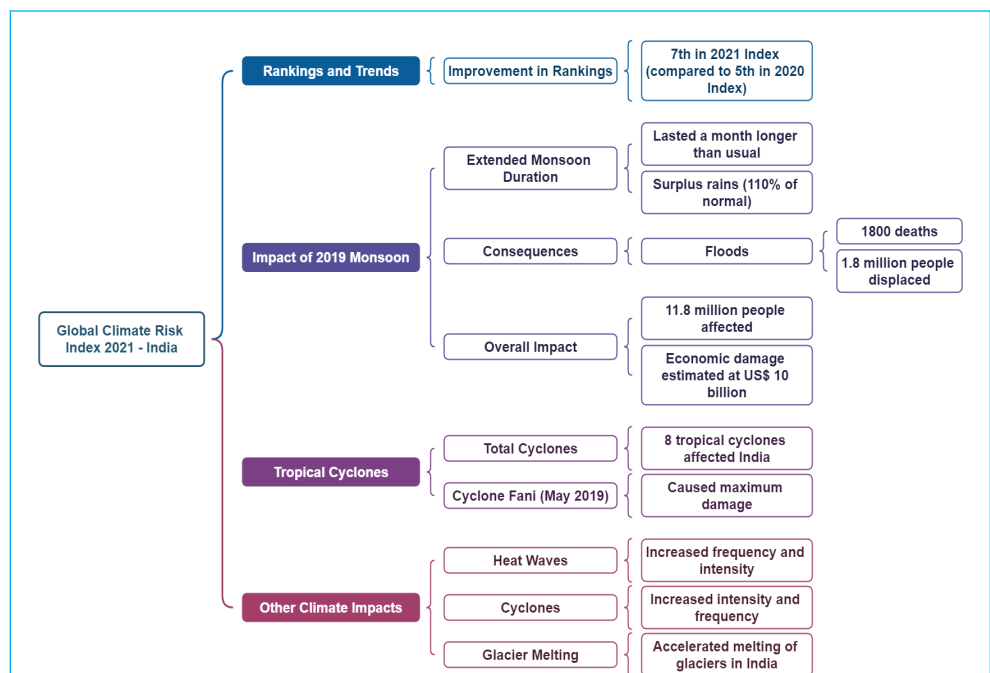 Global Climate Risk
Index 2021 - India
Rankings and Trends
Improvement in Rankings
7th in 2021 Index
(compared to 5th in 2020
Index)
Impact of 2019 Monsoon
Extended Monsoon
Duration
Lasted a month longer
than usual
Surplus rains (110% of
normal)
Consequences
Floods
1800 deaths
1.8 million people
displaced
Overall Impact
11.8 million people
affected
Economic damage
estimated at US$ 10
billion
Tropical Cyclones
Total Cyclones
8 tropical cyclones
affected India
Cyclone Fani (May 2019)
Caused maximum
damage
Other Climate Impacts
Heat Waves
Increased frequency and
intensity
Cyclones
Increased intensity and
frequency
Glacier Melting
Accelerated melting of
glaciers in India